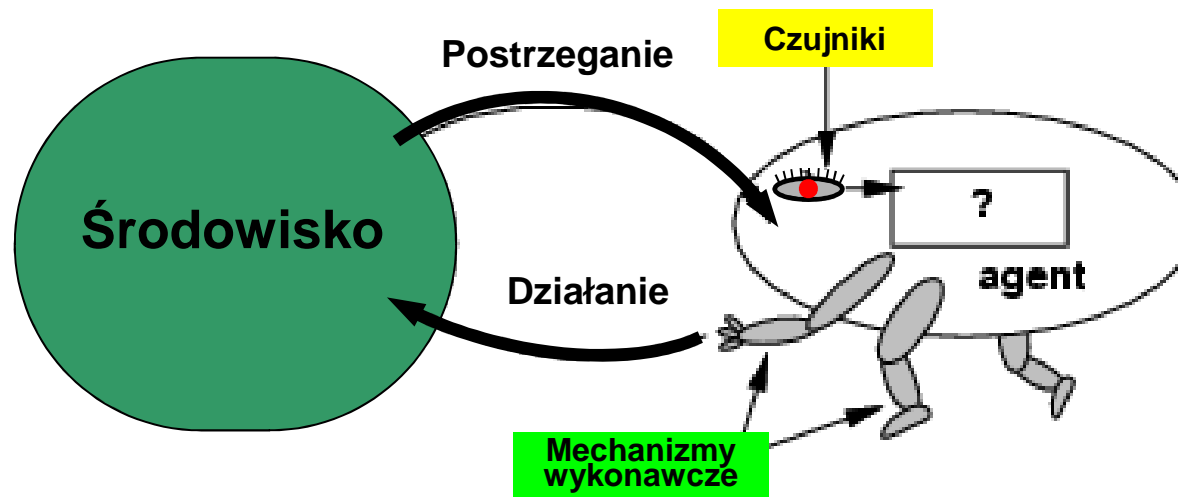 Czujniki
Postrzeganie
?
Środowisko
agent
Działanie
Mechanizmy
wykonawcze